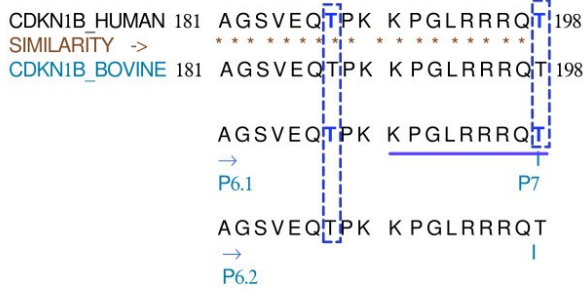 CDKN1B_HUMAN 181 AGSVEQTPK KPGLRRRQT 198
SIMILARITY -> * * * * * * * * * * * * * * * * *
CDKN1B_BOVINE 181 AGSVEQTPK KPGLRRRQT 198
AGSVEQTPK KPGLRRRQT
→ |
P6.1 P7
AGSVEQTPK KPGLRRRQT
→ |
P6.2